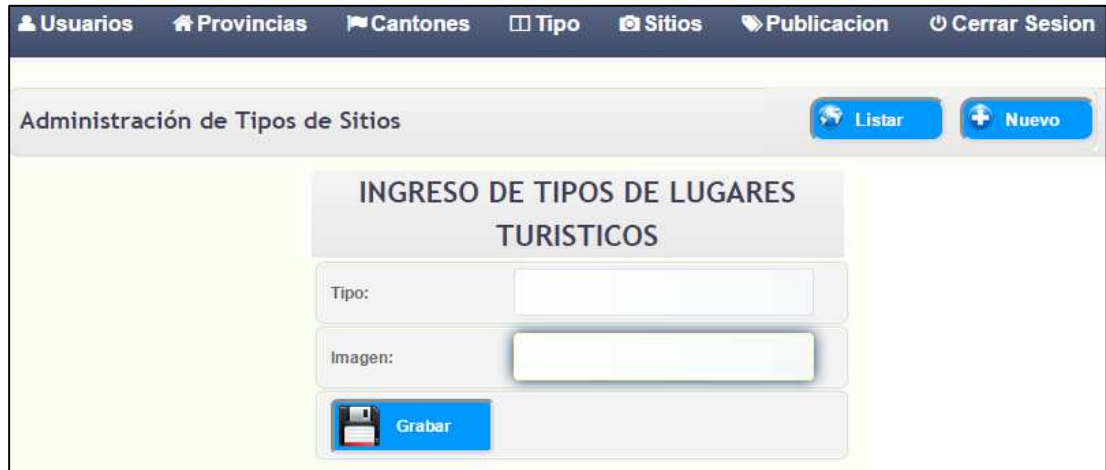 Usuarios Provincias Cantones Tipo Sitios Publicacion Cerrar Sesion
Administración de Tipos de Sitios Listar Nuevo
INGRESO DE TIPOS DE LUGARES
TURISTICOS
Tipo:
Imagen:
Grabar